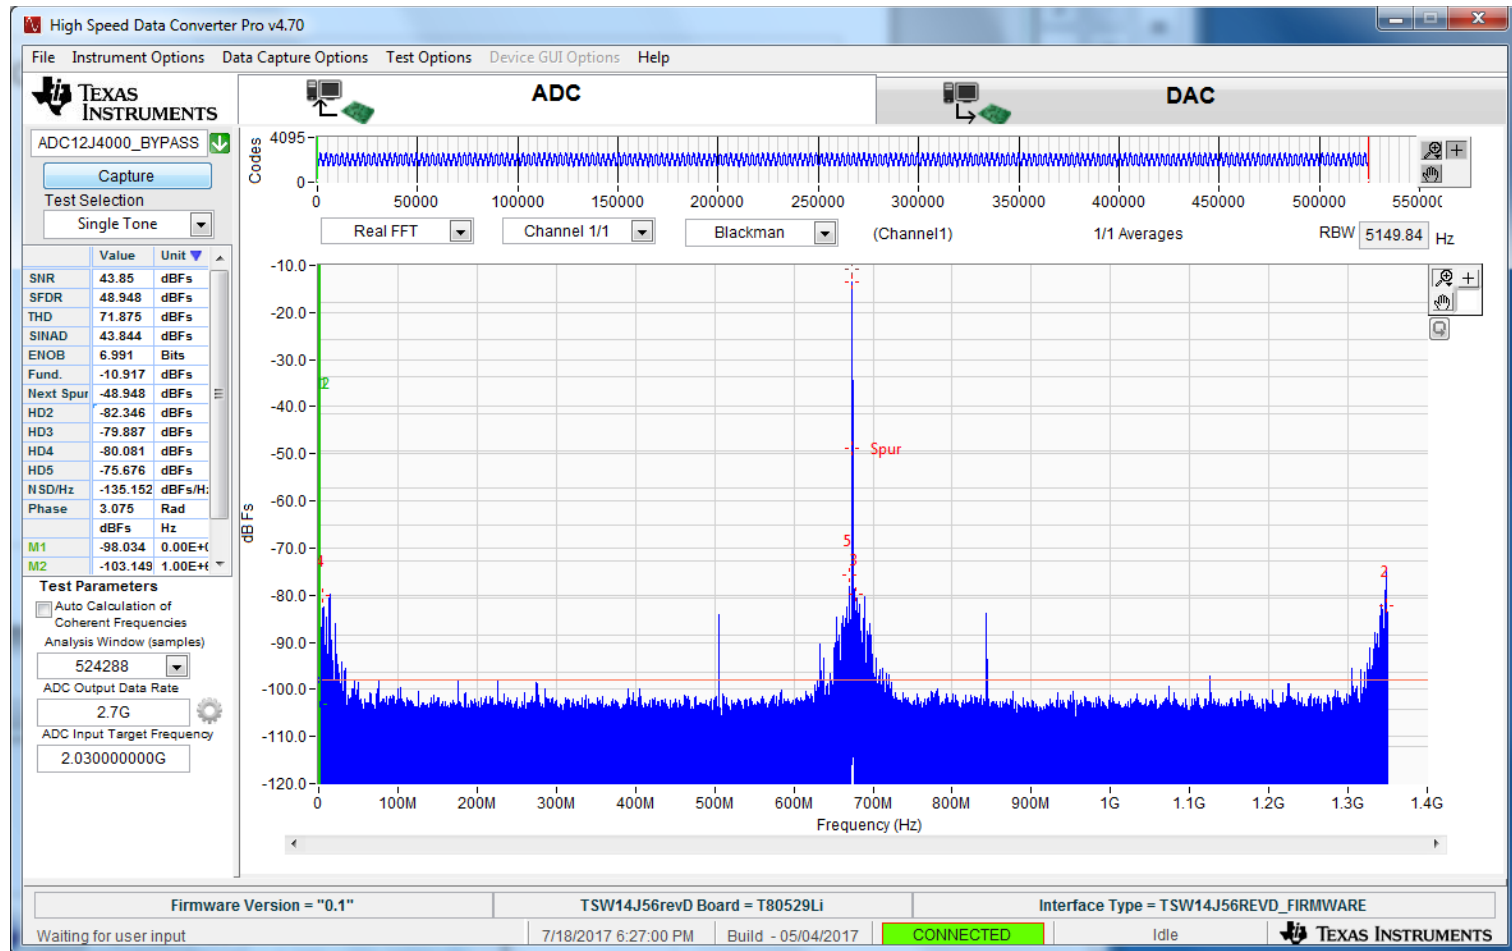 High Speed Data Converter Pro v4.70
File Instrument Options Data Capture Options Test Options Device GUI Options Help
TEXAS INSTRUMENTS
ADC
DAC
ADC12J4000_BYPASS
Capture
Test Selection
Single Tone
Codes
4095
0
0 50000 100000 150000 200000 250000 300000 350000 400000 450000 500000
Real FFT Channel 1/1 Blackman (Channel1) 1/1 Averages RBW 5149.84 Hz
Value Unit
SNR 43.85 dBFs
SFDR 48.948 dBFs
THD 71.875 dBFs
SINAD 43.844 dBFs
ENOB 6.991 Bits
Fund. -10.917 dBFs
Next Spur -48.948 dBFs
HD2 -82.346 dBFs
HD3 -79.887 dBFs
HD4 -80.081 dBFs
HD5 -75.676 dBFs
NSD/Hz -135.152 dBFs/H
Phase 3.075 Rad
dBFs Hz
M1 -98.034 0.00E+
M2 -103.149 1.00E+
Test Parameters
Auto Calculation of
Coherent Frequencies
Analysis Window (samples)
524288
ADC Output Data Rate
2.7G
ADC Input Target Frequency
2.030000000G
dB Fs
-10.0
-20.0
-30.0
-40.0
-50.0
-60.0
-70.0
-80.0
-90.0
-100.0
-110.0
-120.0
2
Spur
5
3
4
2
0 100M 200M 300M 400M 500M 600M 700M 800M 900M 1G 1.1G 1.2G 1.3G 1.4G
Frequency (Hz)
Firmware Version = "0.1" TSW14J56revD Board = T80529Li Interface Type = TSW14J56REVD_FIRMWARE
Waiting for user input 7/18/2017 6:27:00 PM Build - 05/04/2017 CONNECTED Idle TEXAS INSTRUMENTS